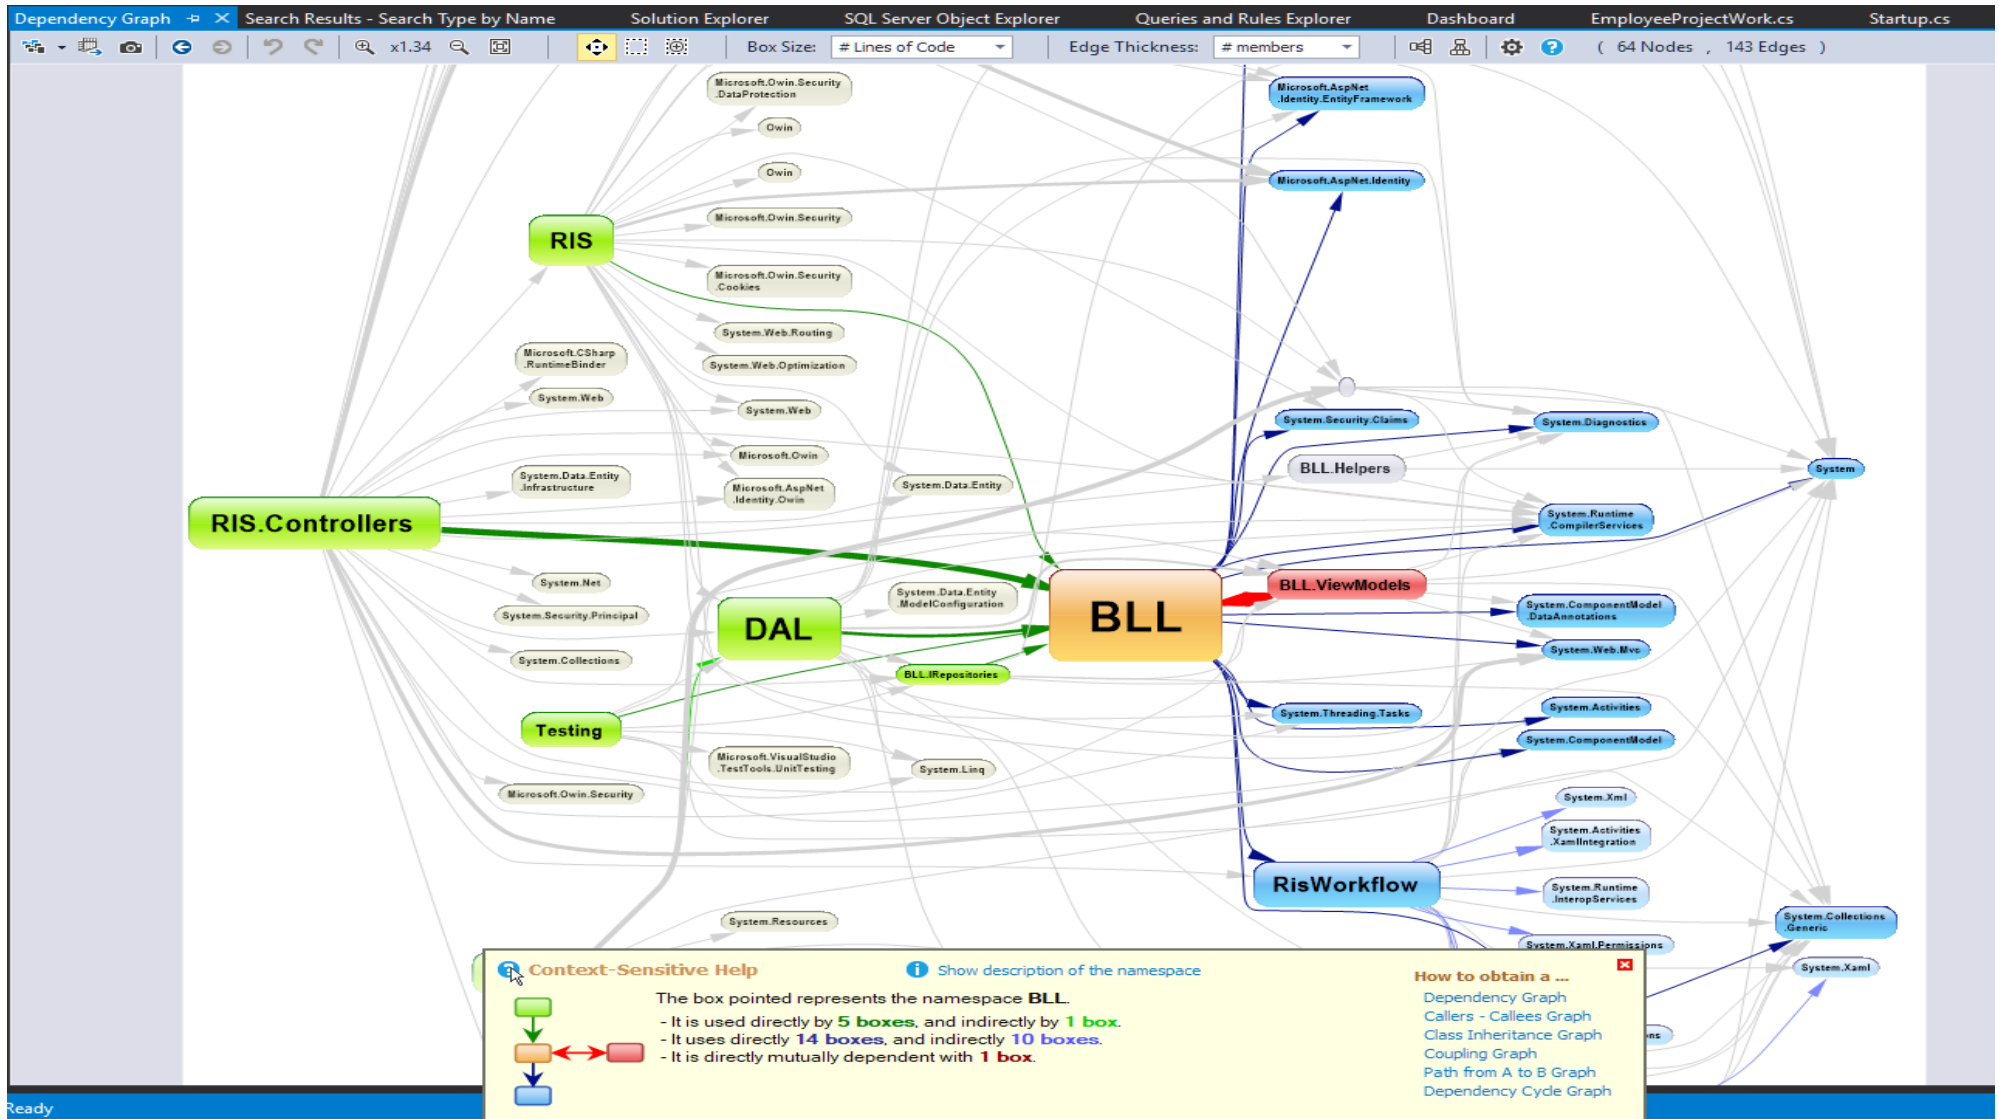 Dependency Graph
Search Results - Search Type by Name
Solution Explorer
SQL Server Object Explorer
Queries and Rules Explorer
Dashboard
EmployeeProjectWork.cs
Startup.cs
x1.34
Box Size:
# Lines of Code
Edge Thickness:
# members
( 64 Nodes , 143 Edges )
Microsoft.Owin.Security
.DataProtection
Microsoft.AspNet
.Identity.EntityFramework
Owin
Owin
Microsoft.AspNet.Identity
Microsoft.Owin.Security
RIS
Microsoft.Owin.Security
.Cookies
System.Web.Routing
Microsoft.CSharp
.RuntimeBinder
System.Web.Optimization
System.Web
System.Web
System.Security.Claims
System.Diagnostics
Microsoft.Owin
BLL.Helpers
System
System.Data.Entity
.Infrastructure
Microsoft.AspNet
.Identity.Owin
System.Data.Entity
RIS.Controllers
System.Runtime
.CompilerServices
System.Net
System.Data.Entity
.ModelConfiguration
BLL.ViewModels
System.Security.Principal
DAL
BLL
System.ComponentModel
.DataAnnotations
System.Web.Mvc
System.Collections
BLL.IRepositories
System.Threading.Tasks
System.Activities
Testing
System.ComponentModel
Microsoft.VisualStudio
.TestTools.UnitTesting
System.Linq
Microsoft.Owin.Security
System.Xml
System.Activities
.XamlIntegration
RisWorkflow
System.Runtime
.InteropServices
System.Resources
System.Collections
.Generic
System.Xaml.Permissions
System.Xaml
Context-Sensitive Help
Show description of the namespace
The box pointed represents the namespace BLL.
- It is used directly by 5 boxes, and indirectly by 1 box.
- It uses directly 14 boxes, and indirectly 10 boxes.
- It is directly mutually dependent with 1 box.
How to obtain a ...
Dependency Graph
Callers - Callees Graph
Class Inheritance Graph
Coupling Graph
Path from A to B Graph
Dependency Cycle Graph
Ready